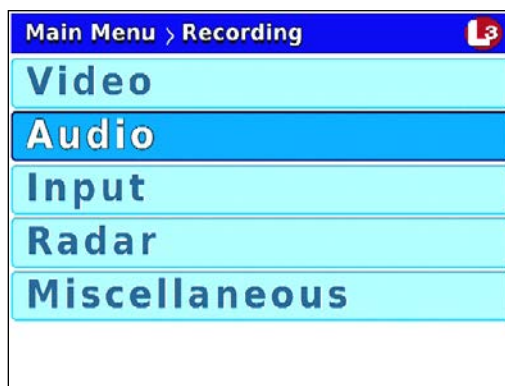 Main Menu > Recording L3
Video
Audio
Input
Radar
Miscellaneous